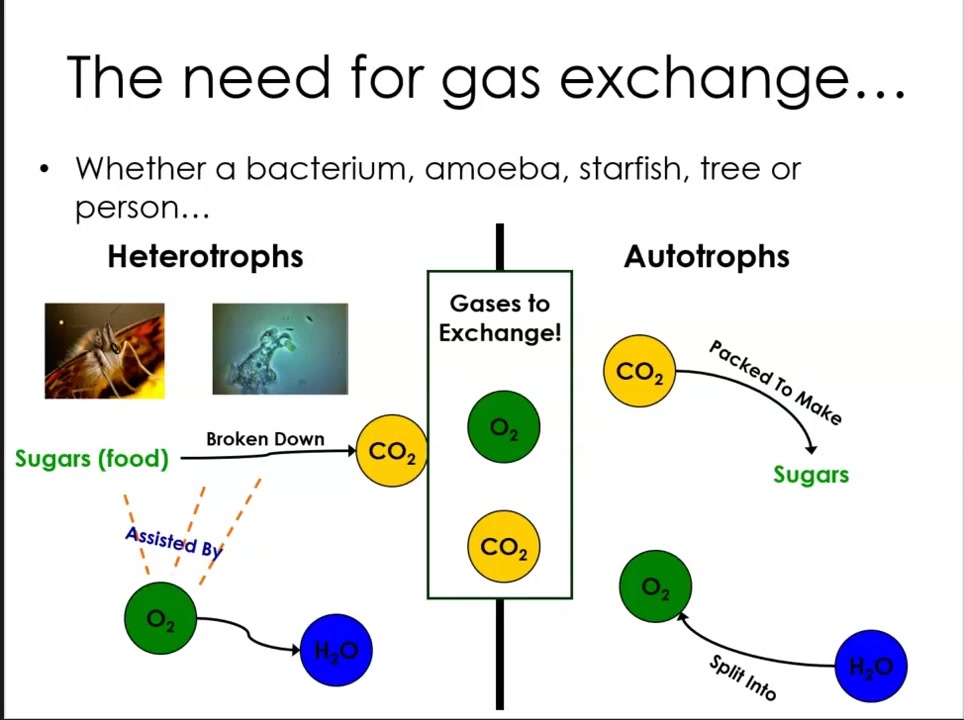 The need for gas exchange...
• Whether a bacterium, amoeba, starfish, tree or
person...
Heterotrophs
Sugars (food)
Broken Down
CO₂
Assisted By
O₂
H₂O
Gases to
Exchange!
O₂
CO₂
Autotrophs
CO₂
Packed To Make
Sugars
O₂
Split Into
H₂O